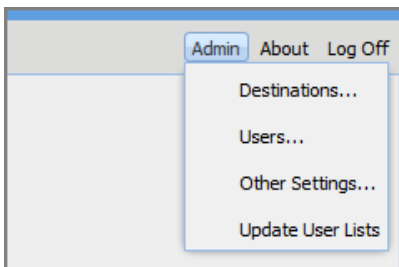 Admin About Log Off
Destinations...
Users...
Other Settings...
Update User Lists